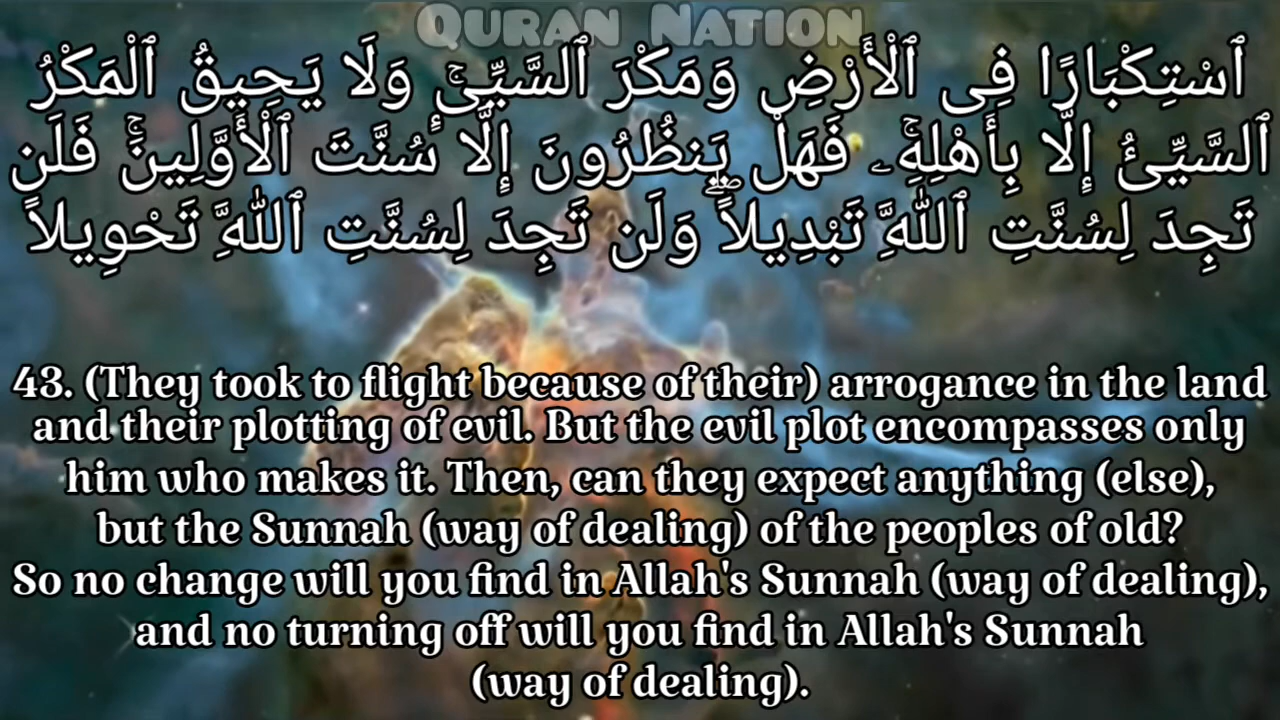 QURAN NATION
ٱسْتِكْبَارًا فِى ٱلْأَرْضِ وَمَكْرَ ٱلسَّيِّئِۚ وَلَا يَحِيقُ ٱلْمَكْرُ
ٱلسَّيِّئُ إِلَّا بِأَهْلِهِۦۚ فَهَلْ يَنظُرُونَ إِلَّا سُنَّتَ ٱلْأَوَّلِينَۚ فَلَن
تَجِدَ لِسُنَّتِ ٱللَّهِ تَبْدِيلاًۖ وَلَن تَجِدَ لِسُنَّتِ ٱللَّهِ تَحْوِيلاً
43. (They took to flight because of their) arrogance in the land
and their plotting of evil. But the evil plot encompasses only
him who makes it. Then, can they expect anything (else),
but the Sunnah (way of dealing) of the peoples of old?
So no change will you find in Allah's Sunnah (way of dealing),
and no turning off will you find in Allah's Sunnah
(way of dealing).